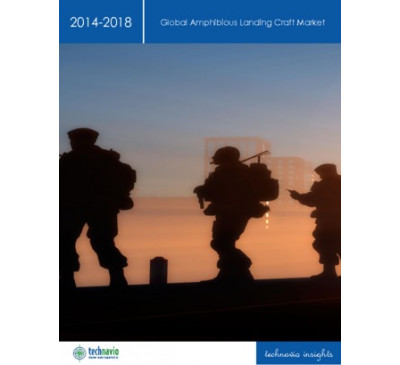 2014-2018
Global Amphibious Landing Craft Market
technavio
technavio insights